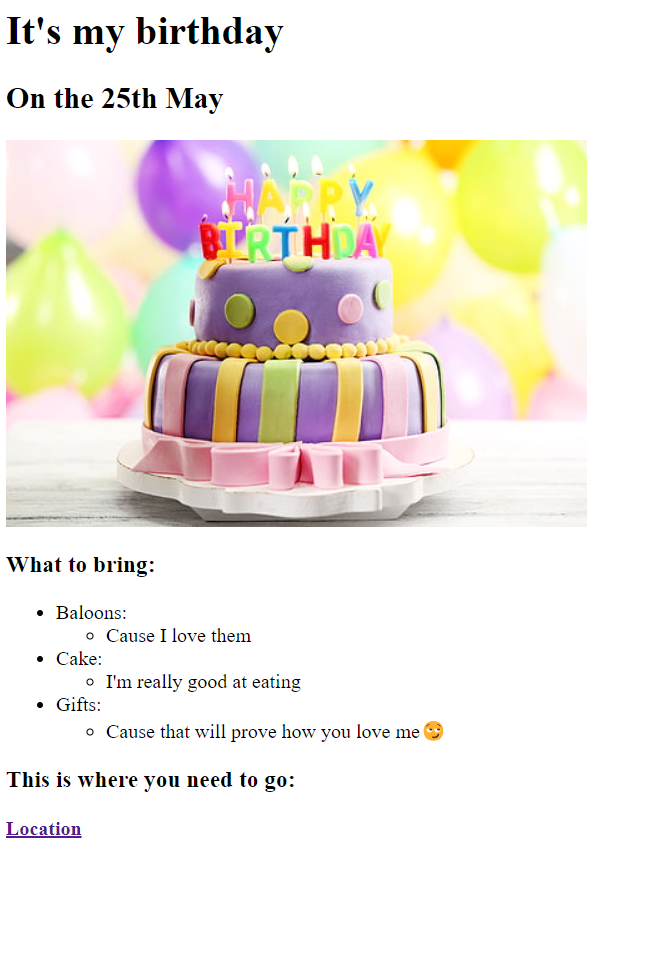 It's my birthday
On the 25th May
HAPPY
BIRTHDAY
What to bring:
Baloons:
Cause I love them
Cake:
I'm really good at eating
Gifts:
Cause that will prove how you love me😏
This is where you need to go:
Location